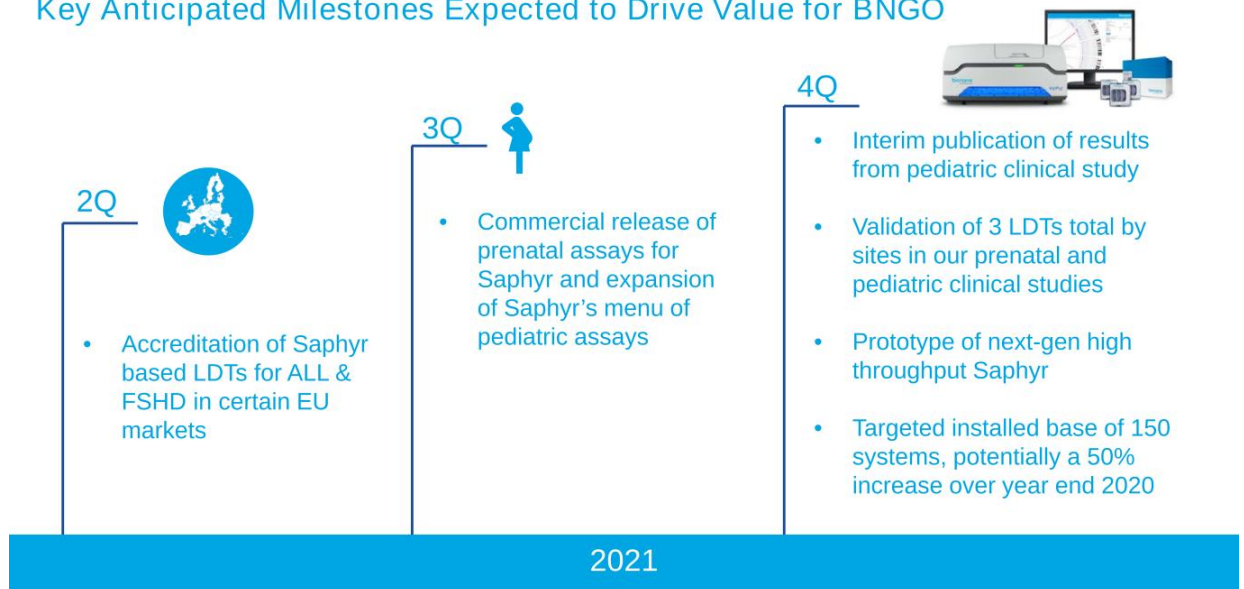 Key Anticipated Milestones Expected to Drive Value for BNGO
2Q
• Accreditation of Saphyr
based LDTs for ALL &
FSHD in certain EU
markets
3Q
• Commercial release of
prenatal assays for
Saphyr and expansion
of Saphyr’s menu of
pediatric assays
4Q
• Interim publication of results
from pediatric clinical study
• Validation of 3 LDTs total by
sites in our prenatal and
pediatric clinical studies
• Prototype of next-gen high
throughput Saphyr
• Targeted installed base of 150
systems, potentially a 50%
increase over year end 2020
2021